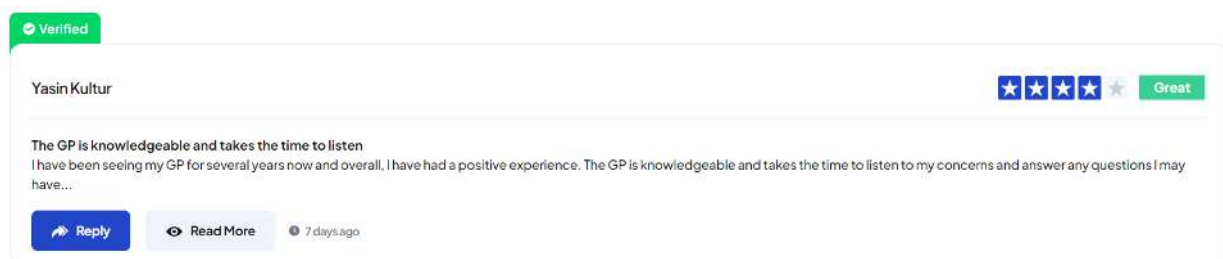 Verified
Yasin Kultur
Great
The GP is knowledgeable and takes the time to listen
I have been seeing my GP for several years now and overall, I have had a positive experience. The GP is knowledgeable and takes the time to listen to my concerns and answer any questions I may
have...
Reply
Read More
7 days ago